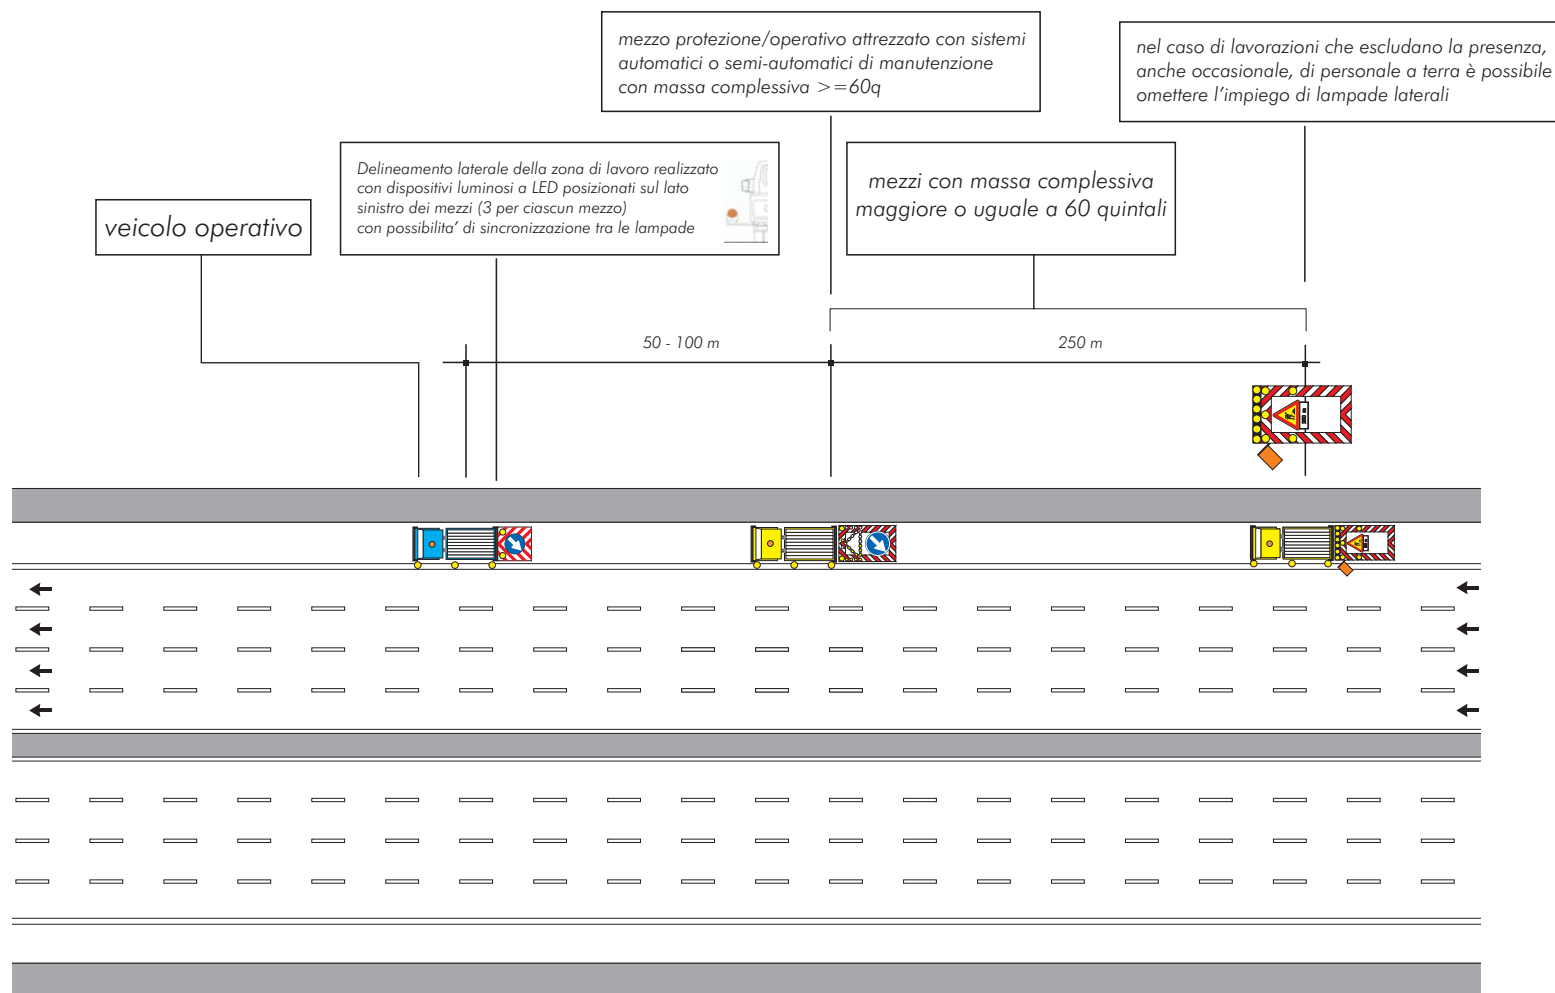 mezzo protezione/operativo attrezzato con sistemi
automatici o semi-automatici di manutenzione
con massa complessiva >=60q
nel caso di lavorazioni che escludano la presenza,
anche occasionale, di personale a terra è possibile
omettere l'impiego di lampade laterali
Delineamento laterale della zona di lavoro realizzato
con dispositivi luminosi a LED posizionati sul lato
sinistro dei mezzi (3 per ciascun mezzo)
con possibilita' di sincronizzazione tra le lampade
mezzi con massa complessiva
maggiore o uguale a 60 quintali
veicolo operativo
50 - 100 m
250 m